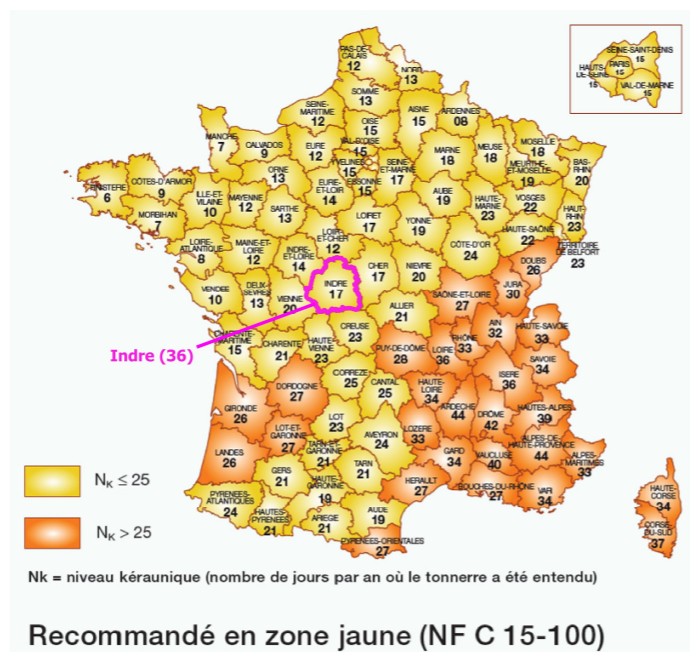 PAS-DE-
CALAIS
12
NORD
13
SOMME
13
SEINE-
MARITIME
12
AISNE
15
ARDENNES
08
OISE
15
MANCHE
7
CALVADOS
9
EURE
12
VAL-D'OISE
15
YVELINES
15
ESSONNE
15
SEINE-
ET-MARNE
17
MARNE
18
MEUSE
18
MOSELLE
18
MEURTHE-
ET-MOSELLE
19
BAS-
RHIN
20
ORNE
13
EURE-
ET-LOIR
14
AUBE
19
HAUTE-
MARNE
23
VOSGES
22
HAUT-
RHIN
23
FINISTERE
6
CÔTES-D'ARMOR
9
MORBIHAN
7
ILLE-ET-
VILAINE
10
MAYENNE
12
SARTHE
13
LOIRET
17
YONNE
19
HAUTE-SAÔNE
22
TERRITOIRE
DE BELFORT
23
LOIRE-
ATLANTIQUE
8
MAINE-ET-
LOIRE
12
INDRE-
ET-LOIRE
14
LOIR-
ET-CHER
12
CHER
17
NIEVRE
20
CÔTE-D'OR
24
DOUBS
26
JURA
30
VENDEE
10
DEUX-
SEVRES
13
VIENNE
20
INDRE
17
ALLIER
21
SAÔNE-ET-LOIRE
27
AIN
32
HAUTE-SAVOIE
33
CHARENTE-
MARITIME
15
CHARENTE
21
HAUTE-
VIENNE
23
CREUSE
23
PUY-DE-DÔME
28
LOIRE
36
RHÔNE
33
SAVOIE
34
ISERE
36
Indre (36)
DORDOGNE
27
CORREZE
25
CANTAL
25
HAUTE-
LOIRE
34
ARDECHE
44
DRÔME
42
HAUTES-ALPES
39
GIRONDE
26
LOT-ET-
GARONNE
27
LOT
23
AVEYRON
24
LOZERE
33
GARD
34
VAUCLUSE
40
ALPES-DE-
HAUTE-PROVENCE
44
ALPES-
MARITIMES
33
LANDES
26
TARN-ET-
GARONNE
21
GERS
21
HAUTE-
GARONNE
19
TARN
21
HERAULT
27
BOUCHES-DU-RHÔNE
27
VAR
34
PYRENEES-
ATLANTIQUES
24
HAUTES-
PYRENEES
21
ARIEGE
21
AUDE
19
PYRENEES-ORIENTALES
27
HAUTE-
CORSE
34
CORSE-
DU-SUD
37
SEINE-SAINT-DENIS
15
HAUTS-
DE-SEINE
15
PARIS
15
VAL-DE-MARNE
15
NK ≤ 25
NK > 25
Nk = niveau kéraunique (nombre de jours par an où le tonnerre a été entendu)
Recommandé en zone jaune (NF C 15-100)